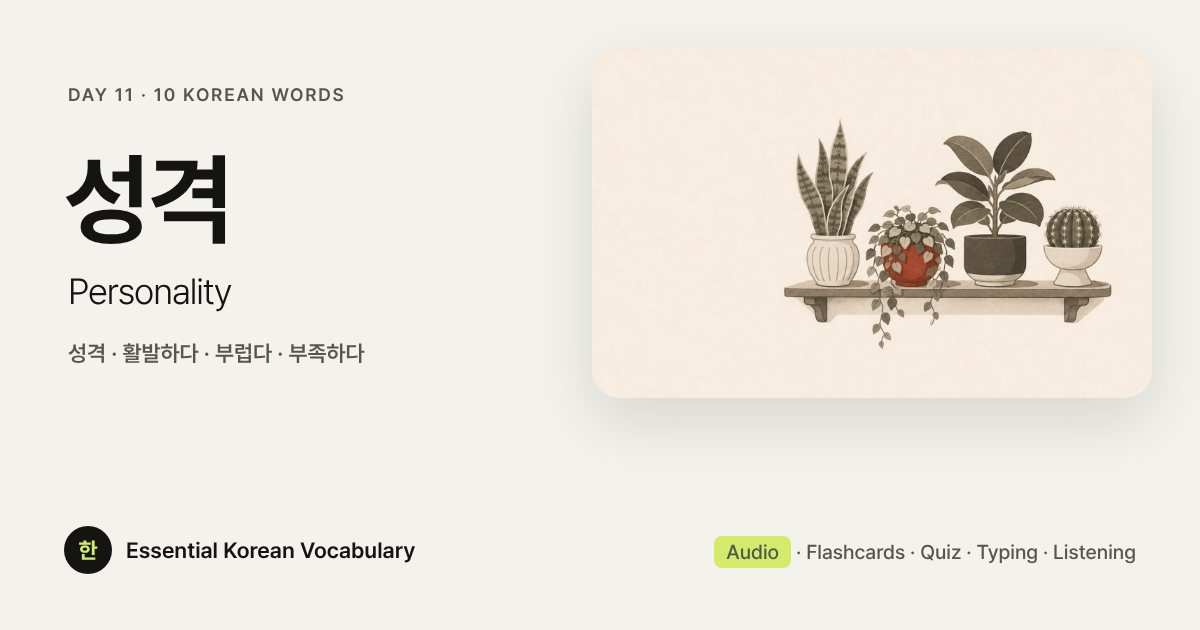 DAY 11 · 10 KOREAN WORDS
성격
Personality
성격 · 활발하다 · 부럽다 · 부족하다
한 Essential Korean Vocabulary
Audio · Flashcards · Quiz · Typing · Listening